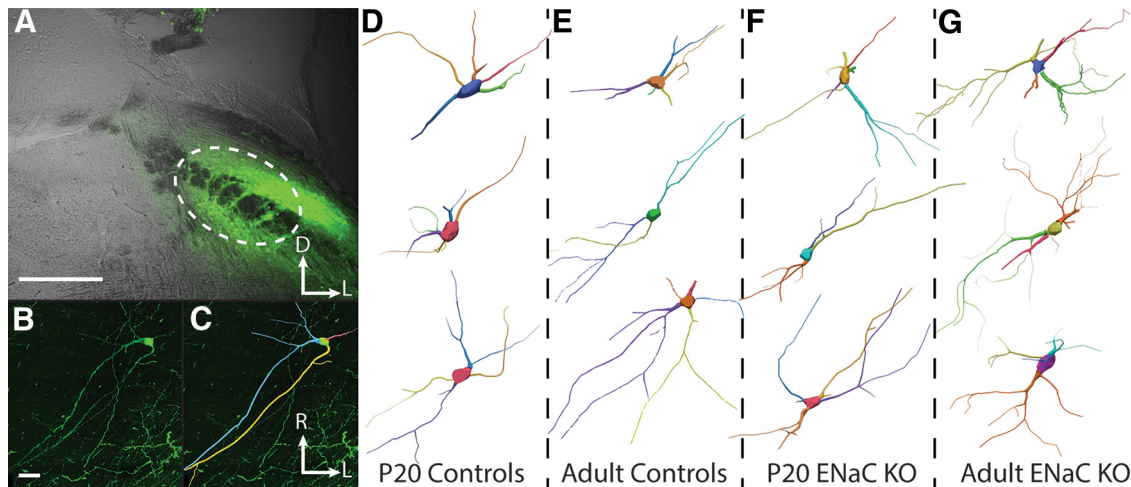 A
D
L
B
C
R
L
D
E
F
G
P20 Controls
Adult Controls
P20 ENaC KO
Adult ENaC KO